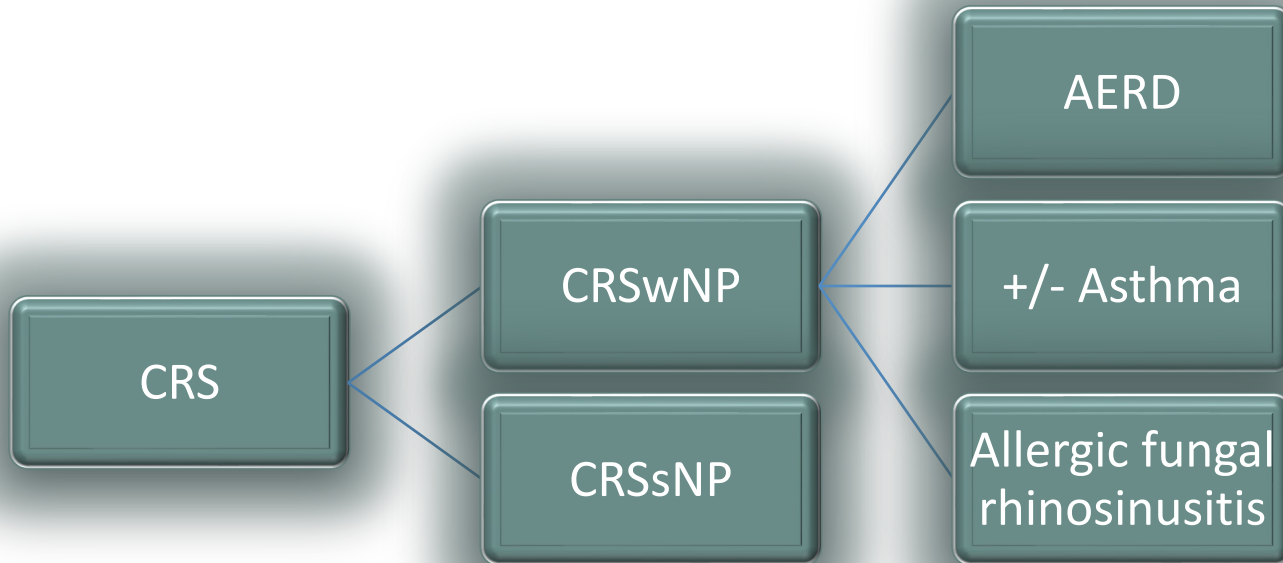 CRS
CRSwNP
CRSsNP
AERD
+/- Asthma
Allergic fungal
rhinosinusitis